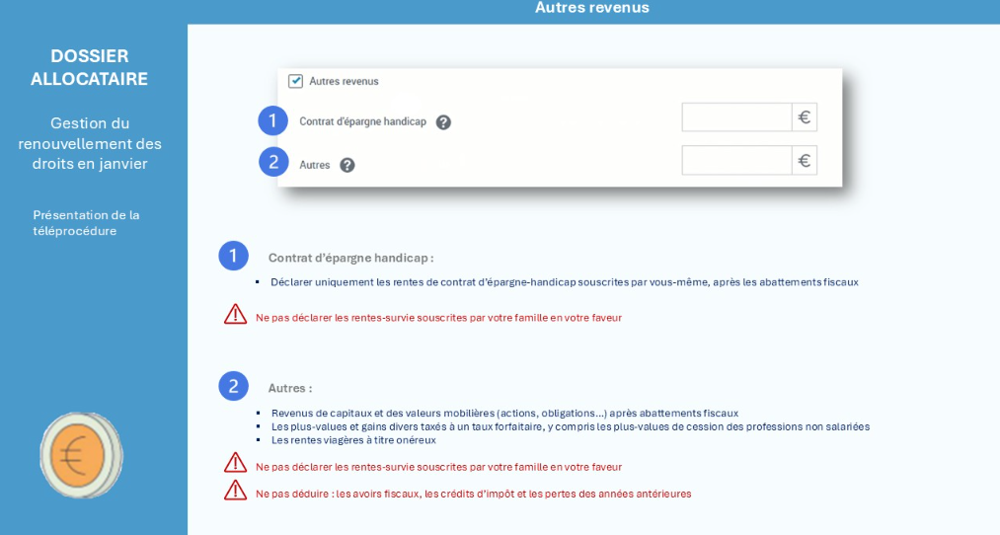 Autres revenus
DOSSIER
ALLOCATAIRE
Gestion du
renouvellement des
droits en janvier
Présentation de la
téléprocédure
Autres revenus
1 Contrat d'épargne handicap ? €
2 Autres ? €
1 Contrat d'épargne handicap :
▪ Déclarer uniquement les rentes de contrat d'épargne-handicap souscrites par vous-même, après les abattements fiscaux
Ne pas déclarer les rentes-survie souscrites par votre famille en votre faveur
2 Autres :
▪ Revenus de capitaux et des valeurs mobilières (actions, obligations...) après abattements fiscaux
▪ Les plus-values et gains divers taxés à un taux forfaitaire, y compris les plus-values de cession des professions non salariées
▪ Les rentes viagères à titre onéreux
Ne pas déclarer les rentes-survie souscrites par votre famille en votre faveur
Ne pas déduire : les avoirs fiscaux, les crédits d'impôt et les pertes des années antérieures
€